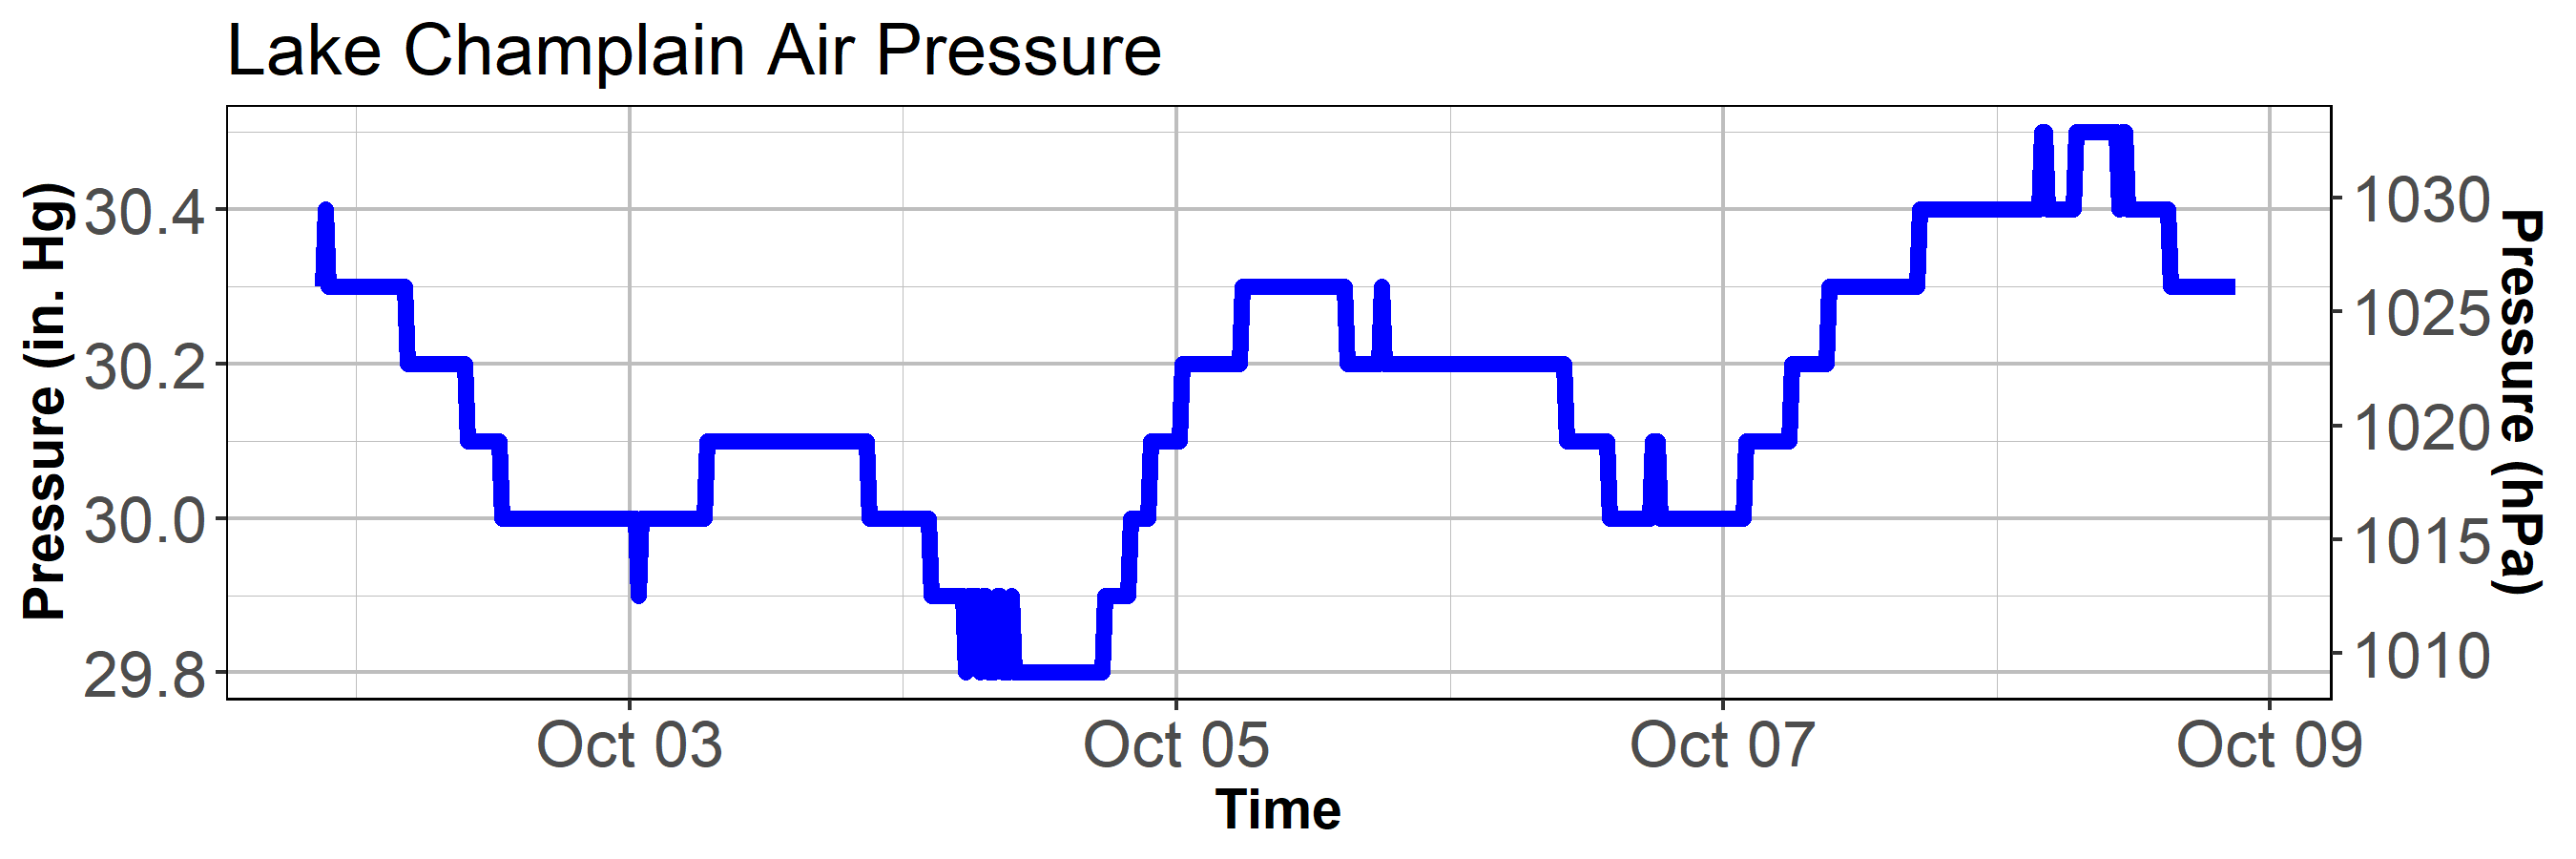 Lake Champlain Air Pressure
Pressure (in. Hg)
30.4
30.2
30.0
29.8
1030
1025
1020
1015
1010
Pressure (hPa)
Oct 03
Oct 05
Oct 07
Oct 09
Time